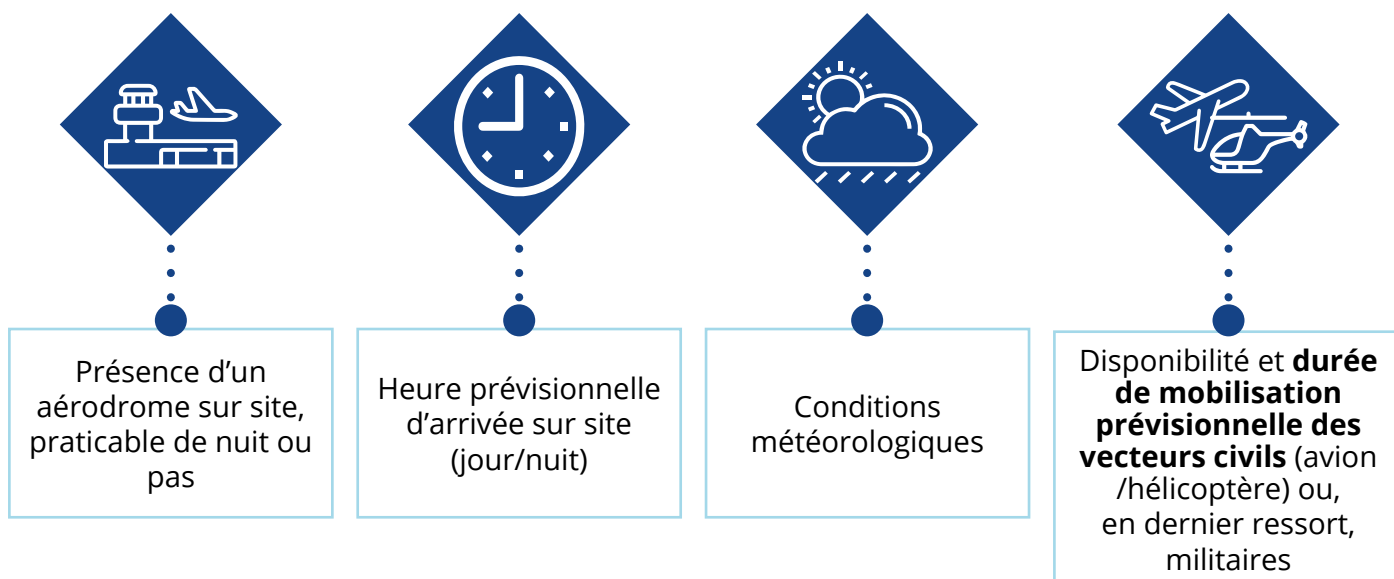 Présence d’un
aérodrome sur site,
praticable de nuit ou
pas
Heure prévisionnelle
d’arrivée sur site
(jour/nuit)
Conditions
météorologiques
Disponibilité et durée
de mobilisation
prévisionnelle des
vecteurs civils (avion
/hélicoptère) ou,
en dernier ressort,
militaires